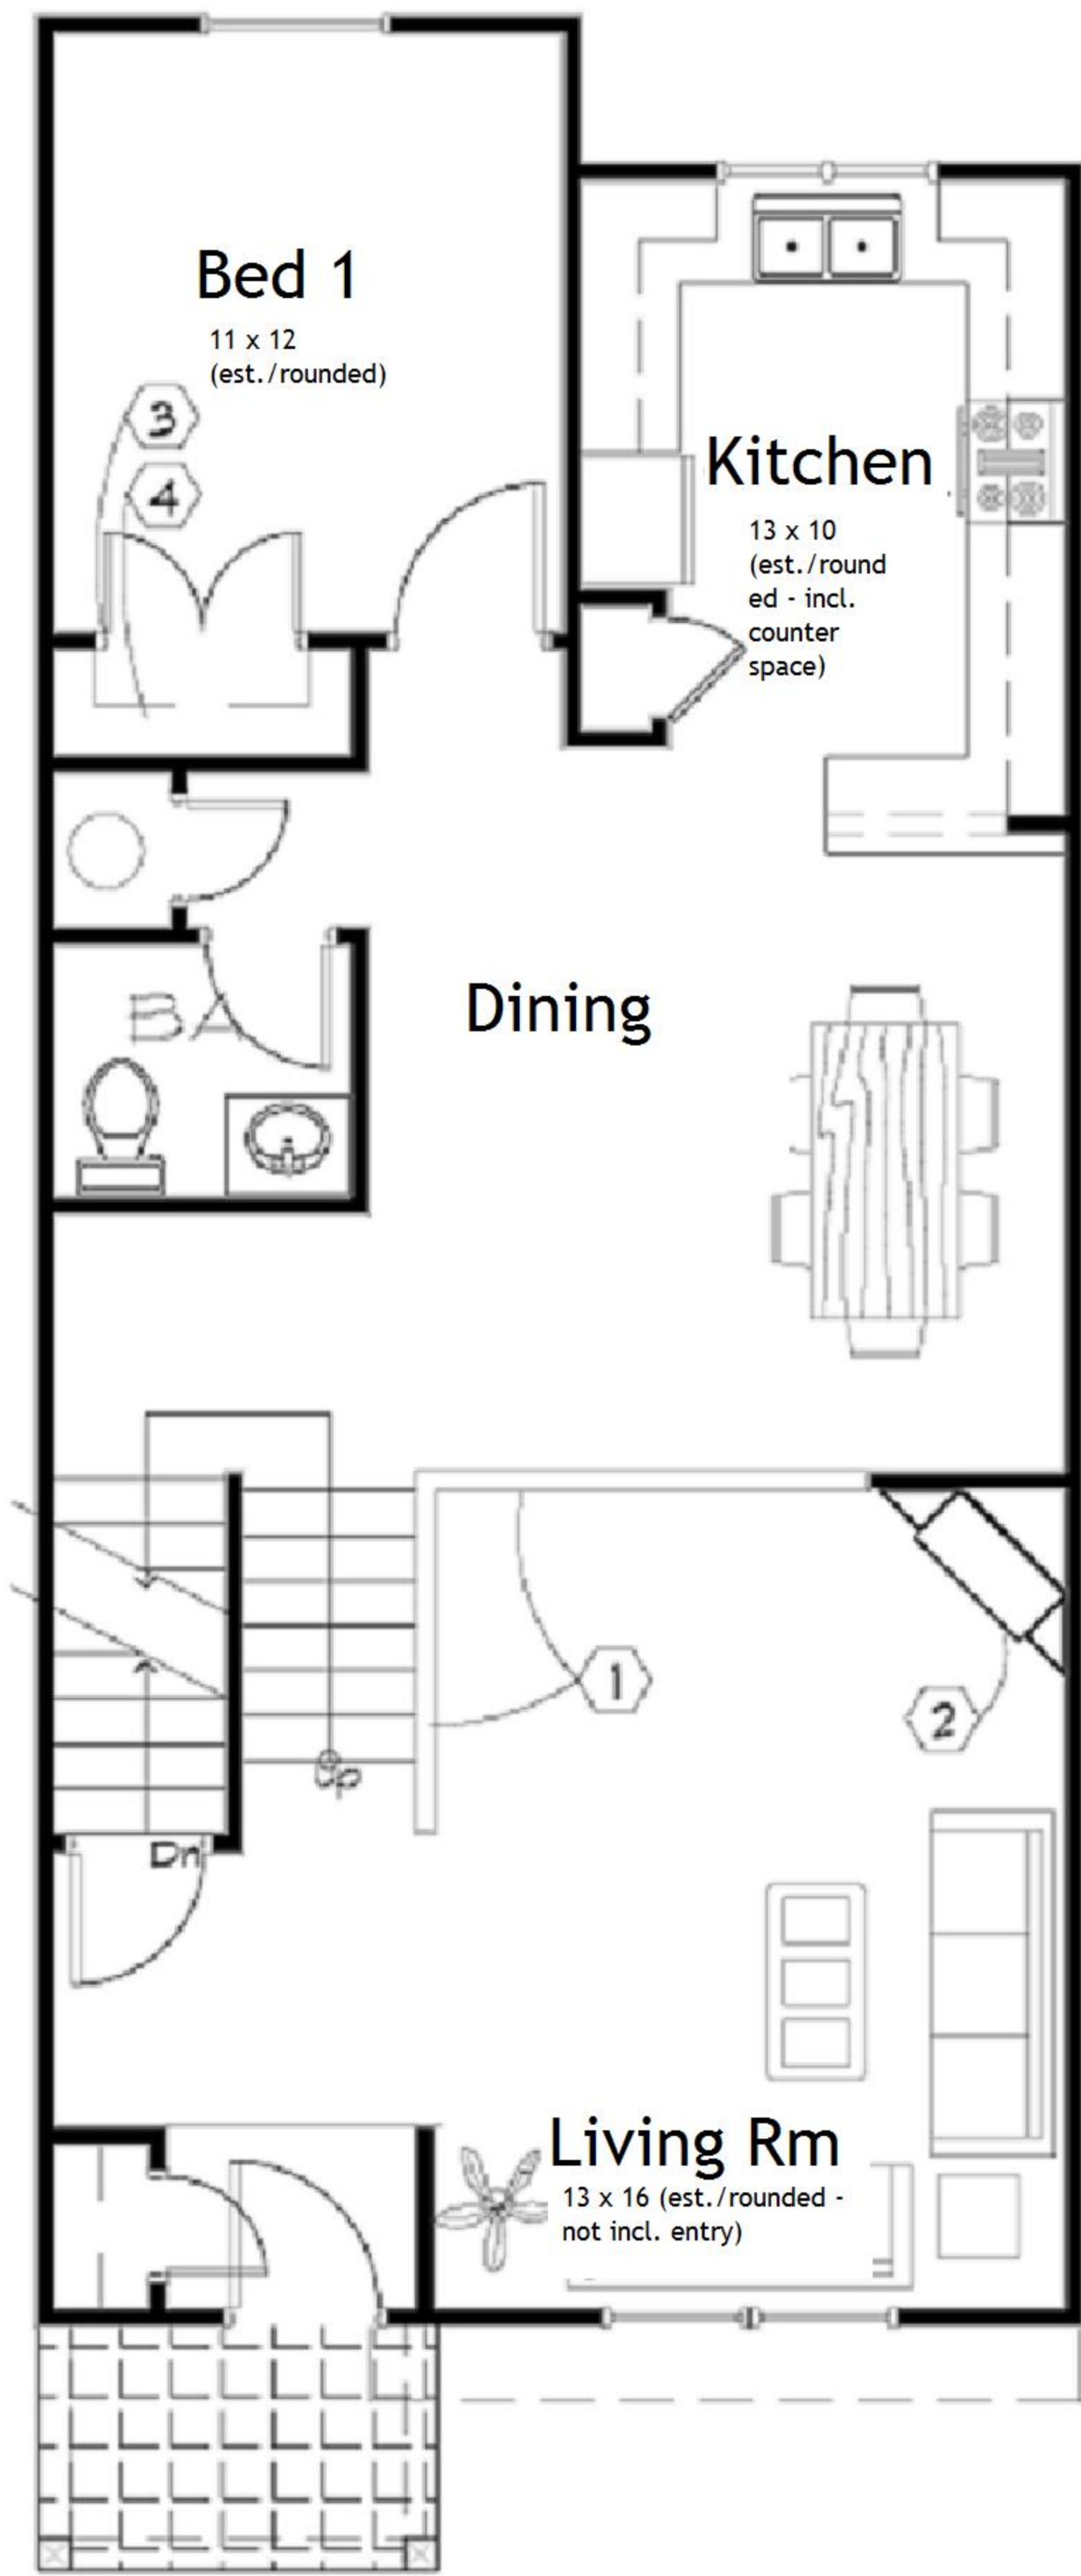 Bed 1
11 x 12
(est./rounded)
3
4
Kitchen
13 x 10
(est./round
ed - incl.
counter
space)
BA
Dining
1
2
Up
Dn
Living Rm
13 x 16 (est./rounded -
not incl. entry)